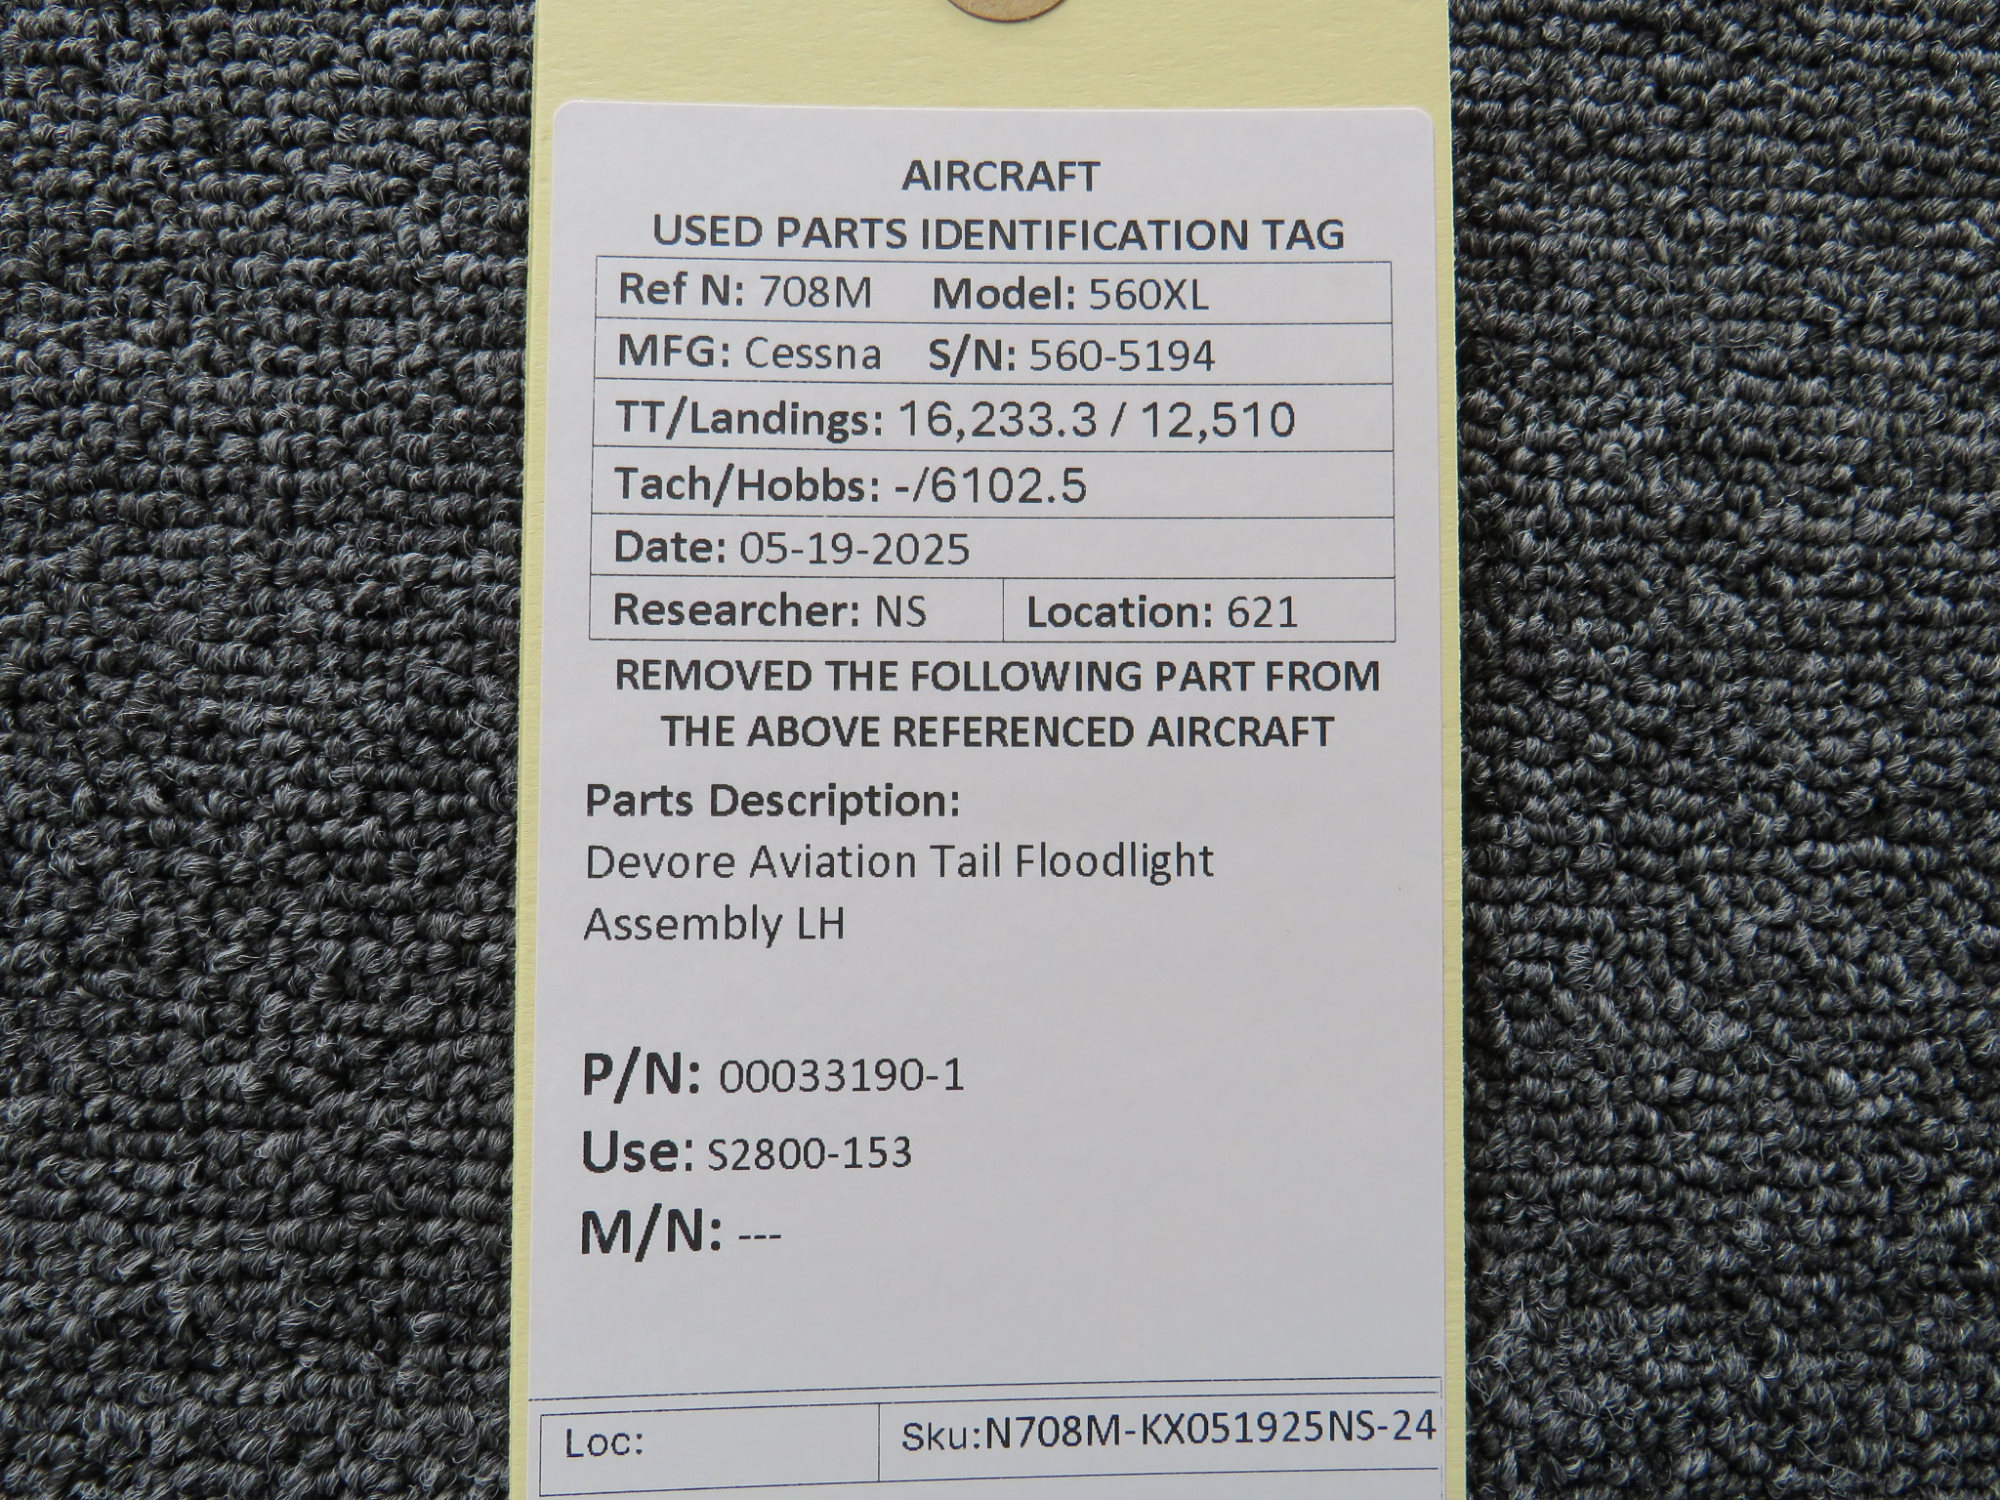 AIRCRAFT
USED PARTS IDENTIFICATION TAG
Ref N: 708M Model: 560XL
MFG: Cessna S/N: 560-5194
TT/Landings: 16,233.3 / 12,510
Tach/Hobbs: -/6102.5
Date: 05-19-2025
Researcher: NS Location: 621
REMOVED THE FOLLOWING PART FROM
THE ABOVE REFERENCED AIRCRAFT
Parts Description:
Devore Aviation Tail Floodlight
Assembly LH
P/N: 00033190-1
Use: S2800-153
M/N: ---
Loc: Sku:N708M-KX051925NS-24